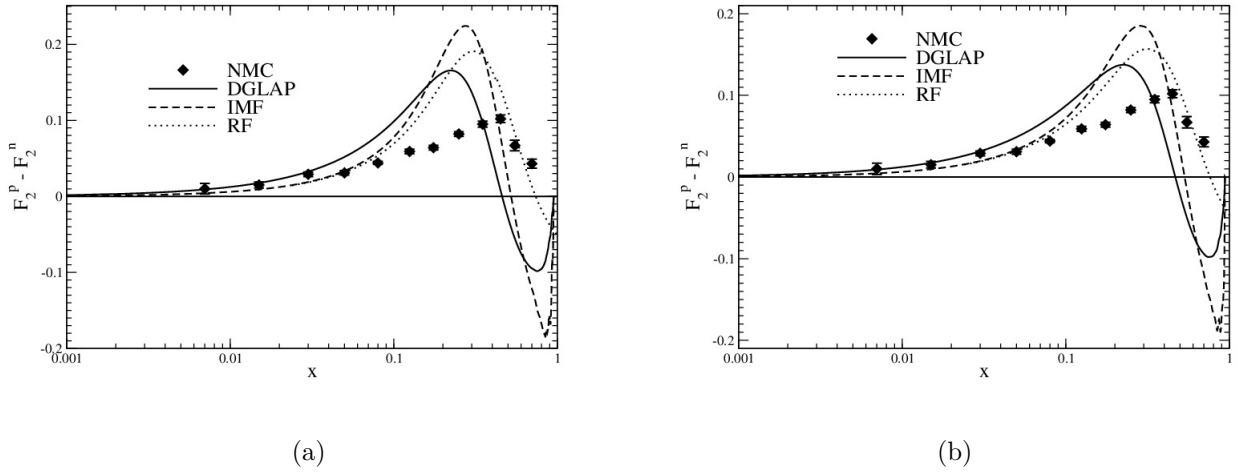 0.2
0.1
0
-0.1
-0.2
F₂ᵖ - F₂ⁿ
NMC
DGLAP
IMF
RF
0.001
0.01
0.1
1
x
(a)
0.2
0.1
0
-0.1
-0.2
F₂ᵖ - F₂ⁿ
NMC
DGLAP
IMF
RF
0.001
0.01
0.1
1
x
(b)